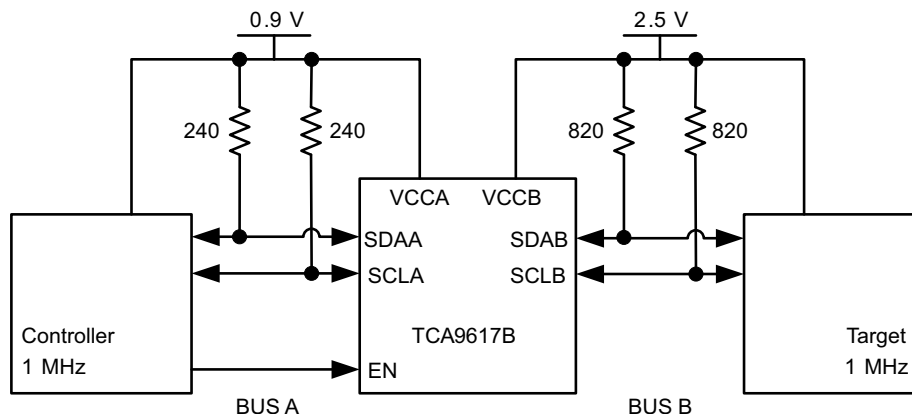 0.9 V
2.5 V
240
240
820
820
VCCA
VCCB
SDAA
SDAB
SCLA
SCLB
Controller
1 MHz
TCA9617B
Target
1 MHz
EN
BUS A
BUS B